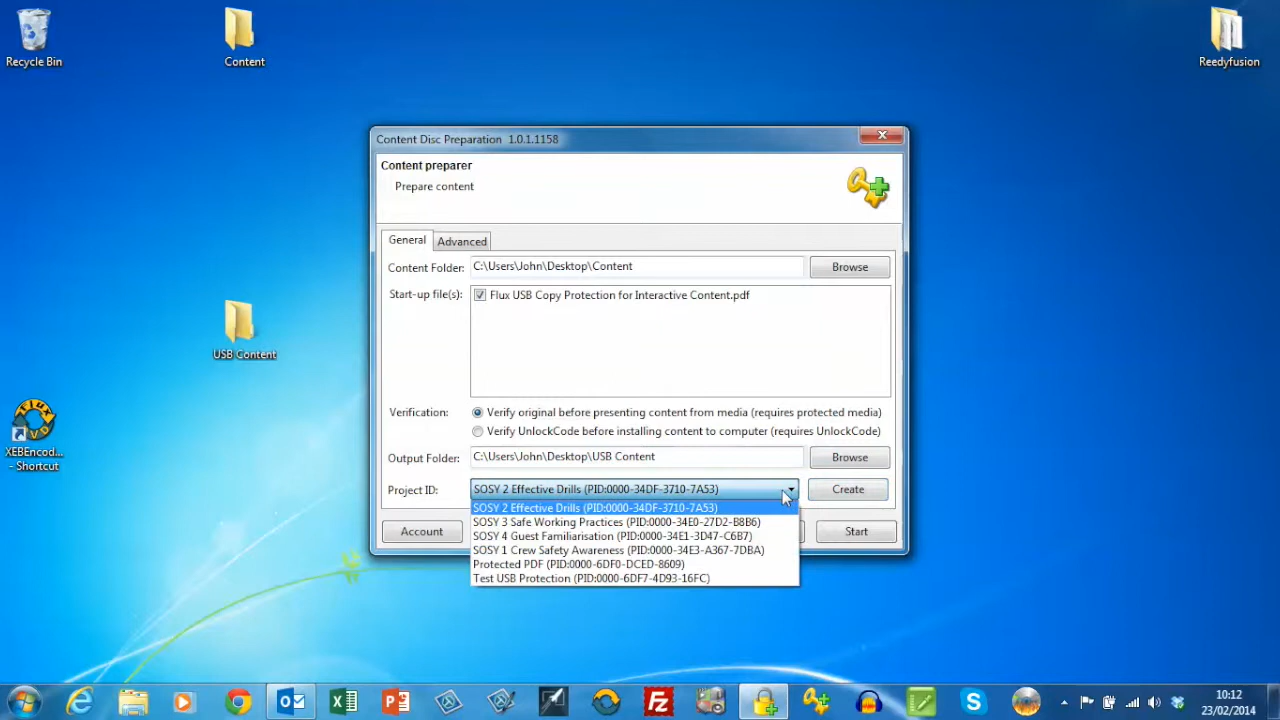 Recycle Bin
Content
Reedyfusion
Content Disc Preparation 1.0.1.1158
Content preparer
Prepare content
General
Advanced
Content Folder:
C:\Users\John\Desktop\Content
Browse
Start-up file(s):
Flux USB Copy Protection for Interactive Content.pdf
USB Content
Verification:
Verify original before presenting content from media (requires protected media)
Verify UnlockCode before installing content to computer (requires UnlockCode)
XEBEncod...
- Shortcut
Output Folder:
C:\Users\John\Desktop\USB Content
Browse
Project ID:
SOSY 2 Effective Drills (PID:0000-34DF-3710-7A53)
Create
SOSY 2 Effective Drills (PID:0000-34DF-3710-7A53)
SOSY 3 Safe Working Practices (PID:0000-34E0-27D2-B8B6)
SOSY 4 Guest Familiarisation (PID:0000-34E1-3D47-C6B7)
SOSY 1 Crew Safety Awareness (PID:0000-34E3-A367-7DBA)
Protected PDF (PID:0000-6DF0-DCED-8609)
Test USB Protection (PID:0000-6DF7-4D93-16FC)
Account
Start
10:12
23/02/2014